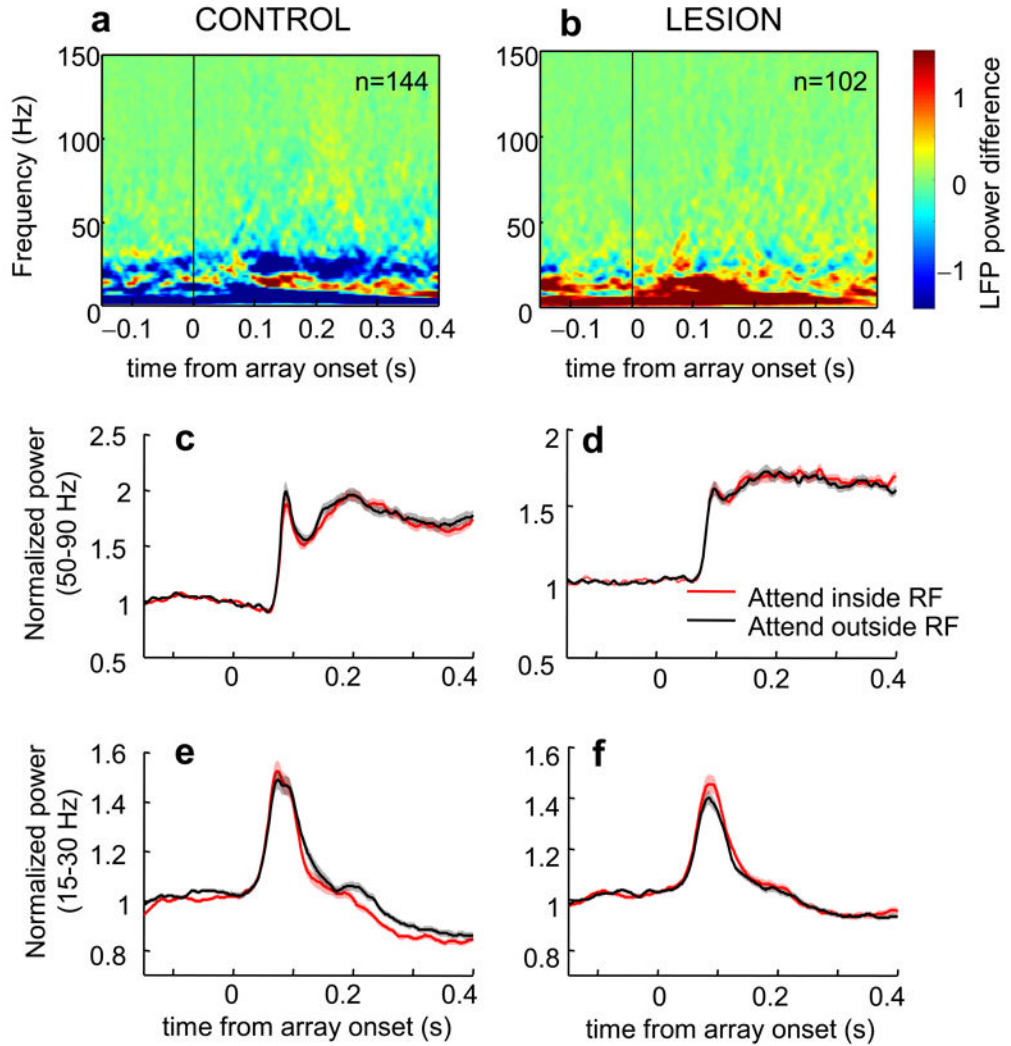 a CONTROL
b LESION
150
100
50
0
Frequency (Hz)
n=144
−0.1 0 0.1 0.2 0.3 0.4
time from array onset (s)
150
100
50
0
n=102
−0.1 0 0.1 0.2 0.3 0.4
time from array onset (s)
1
0
−1
LFP power difference
c
2.5
2
1.5
1
0.5
Normalized power
(50-90 Hz)
0 0.2 0.4
d
2
1.5
1
0.5
Attend inside RF
Attend outside RF
0 0.2 0.4
e
1.6
1.4
1.2
1
0.8
Normalized power
(15-30 Hz)
0 0.2 0.4
time from array onset (s)
f
1.6
1.4
1.2
1
0.8
0 0.2 0.4
time from array onset (s)